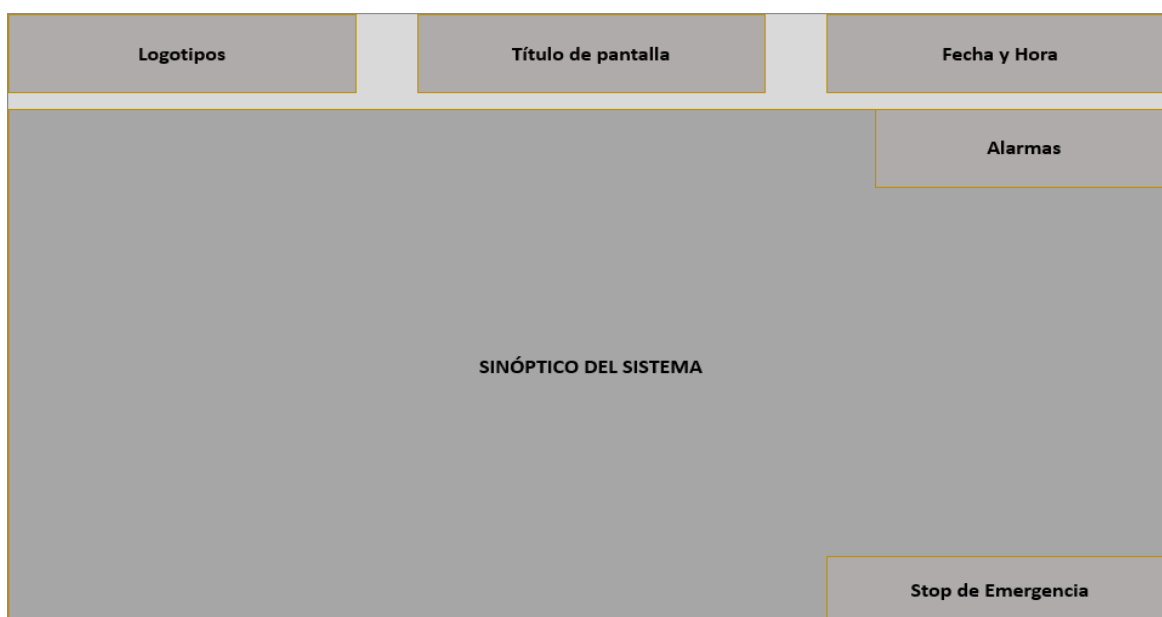 Logotipos
Título de pantalla
Fecha y Hora
Alarmas
SINÓPTICO DEL SISTEMA
Stop de Emergencia